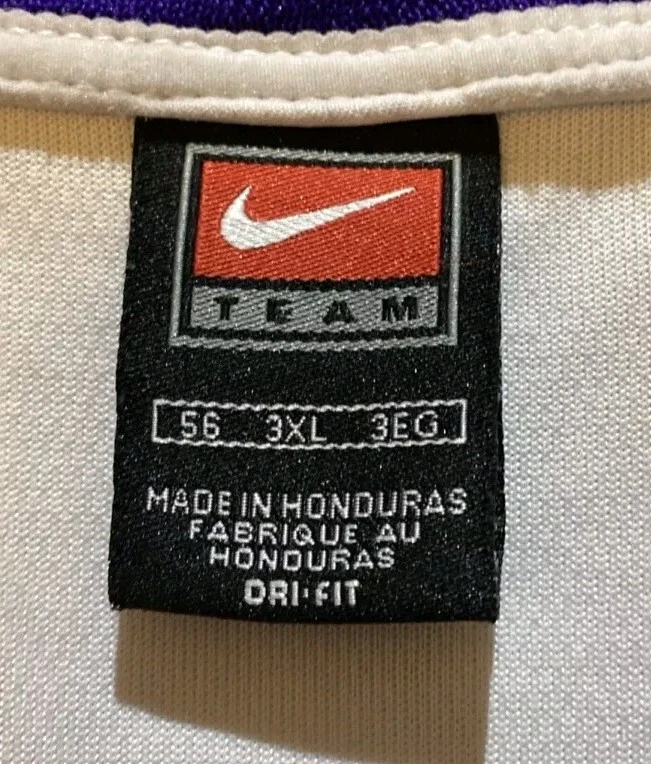 TEAM
56 3XL 3EG
MADE IN HONDURAS
FABRIQUE AU
HONDURAS
DRI·FIT